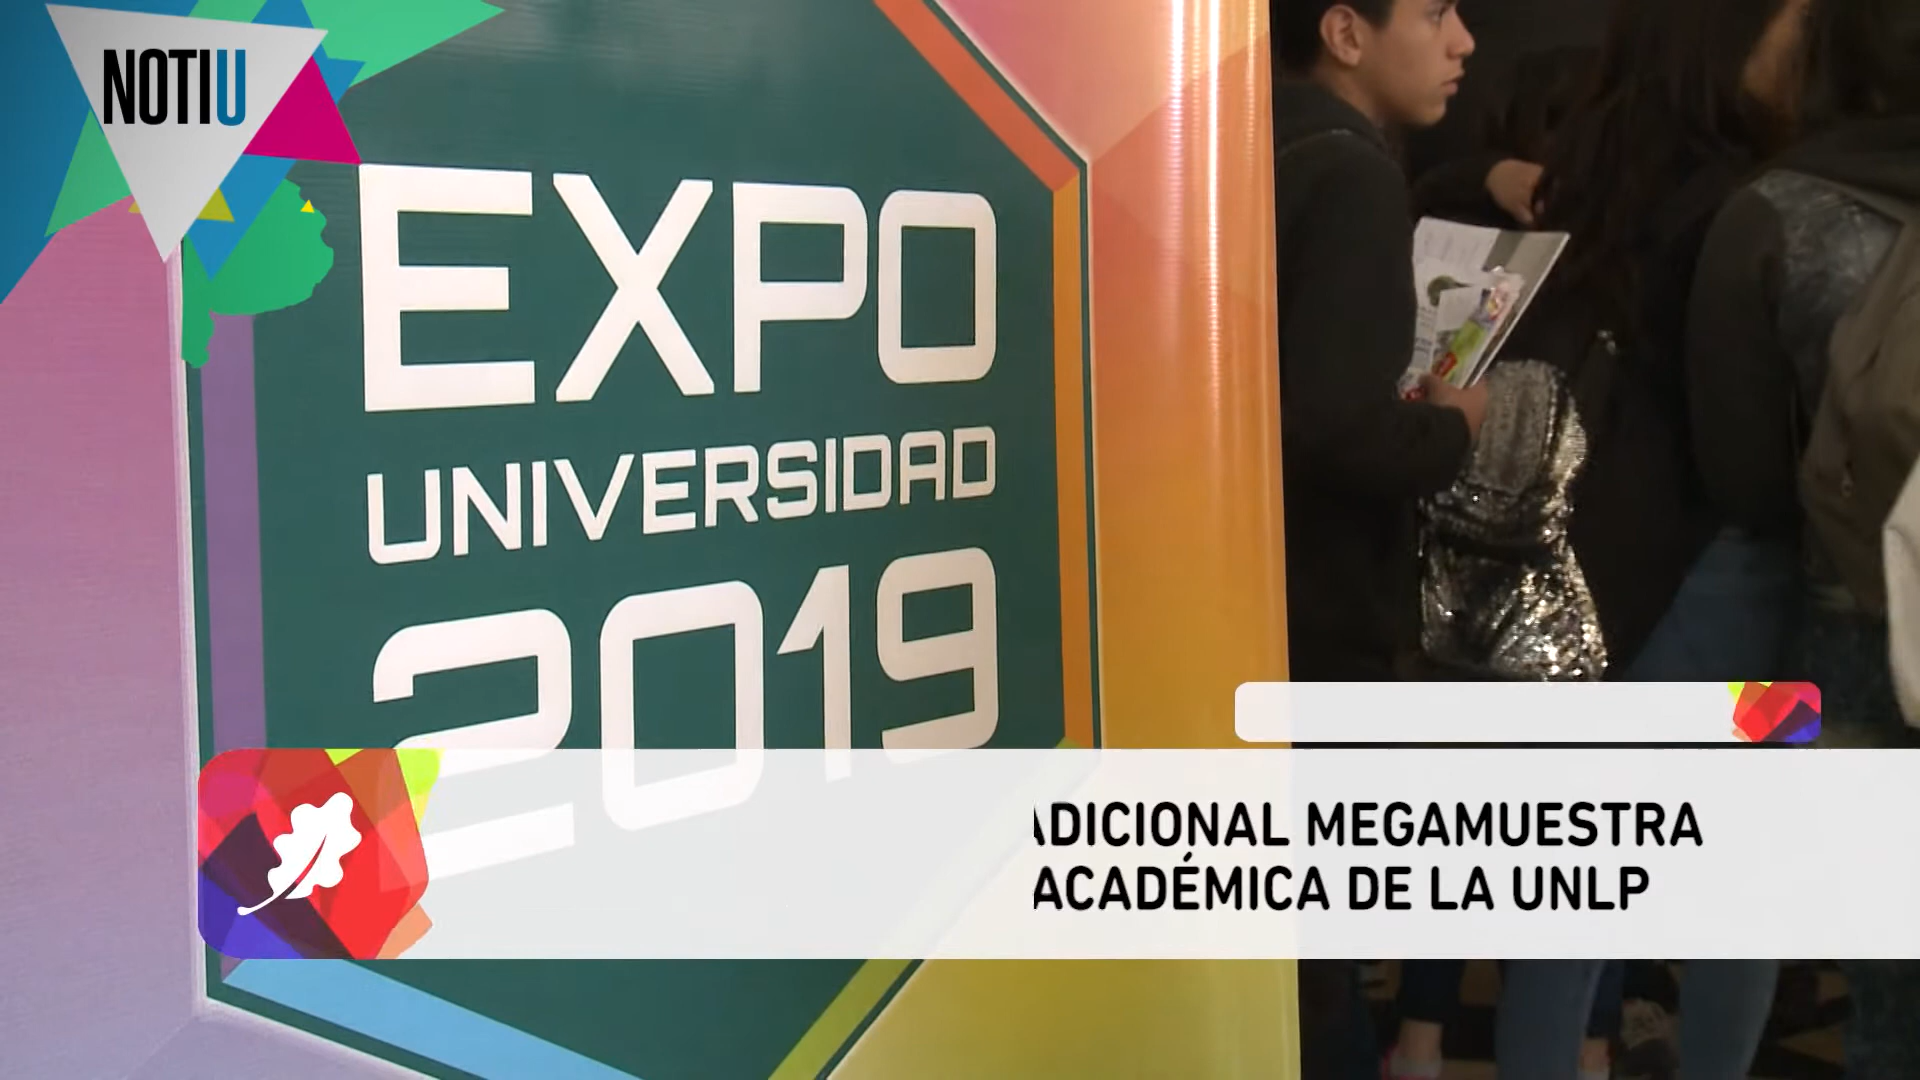 NOTIU
EXPO
UNIVERSIDAD
2019
ADICIONAL MEGAMUESTRA
ACADÉMICA DE LA UNLP